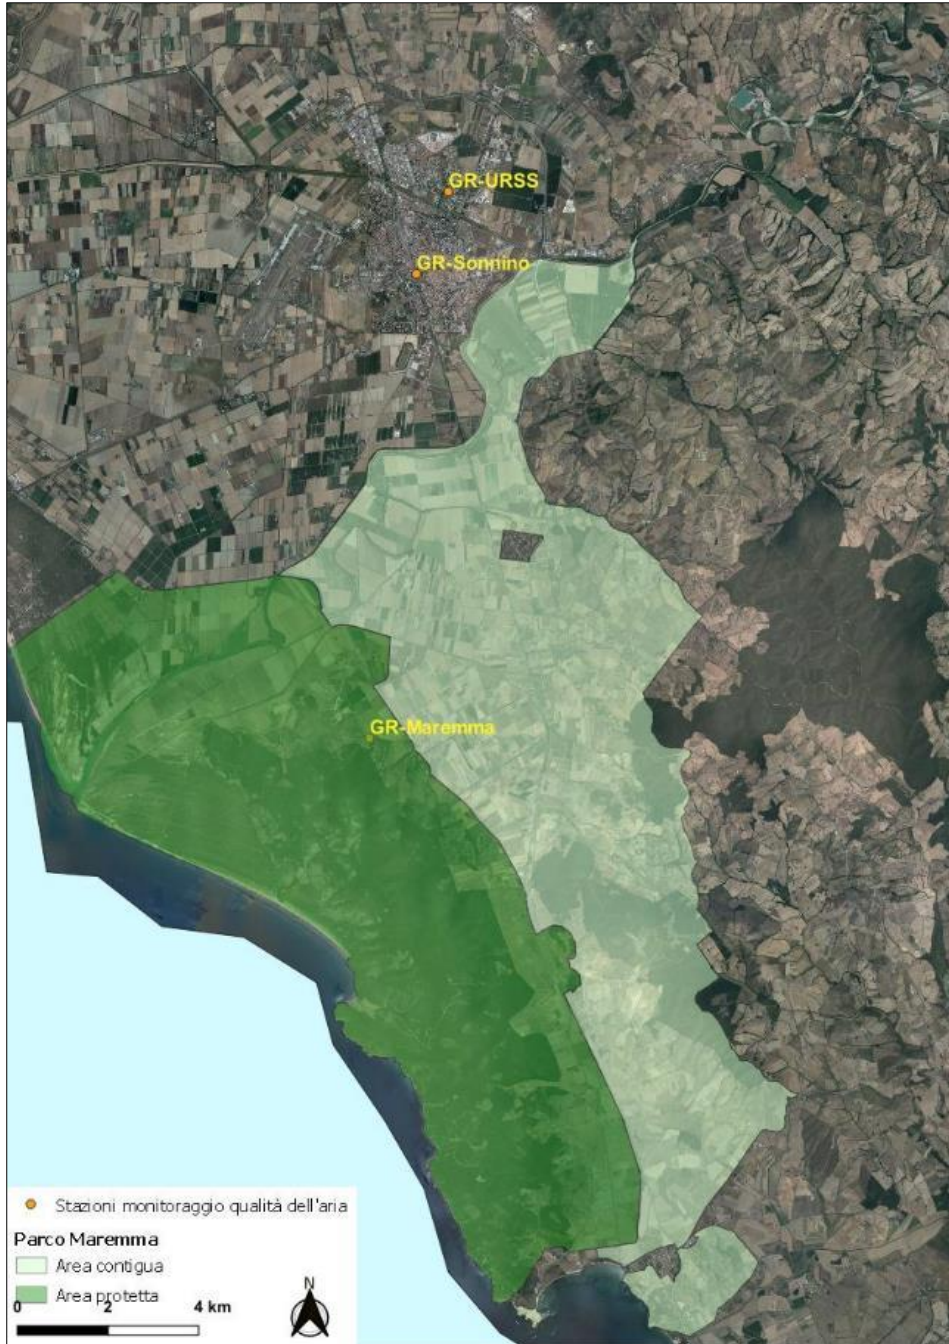 GR-URSS
GR-Sonnino
GR-Maremma
Stazioni monitoraggio qualità dell'aria
Parco Maremma
Area contigua
Area protetta
0 2 4 km
N